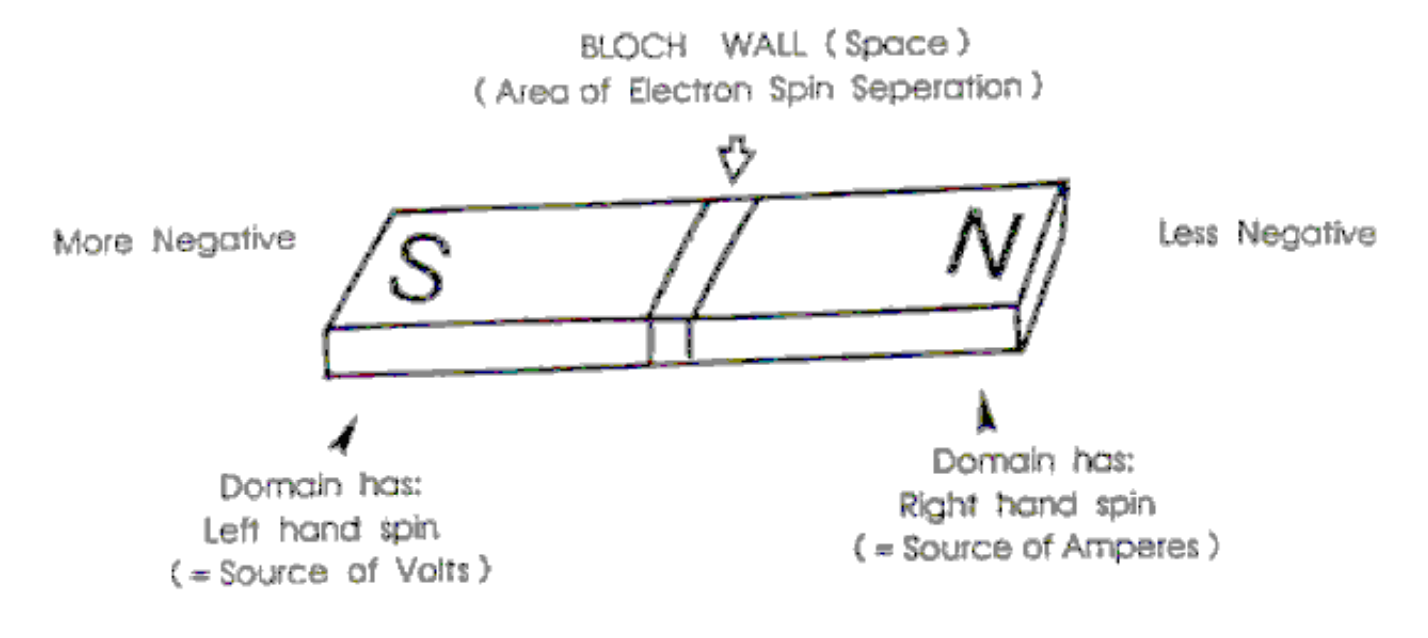 BLOCH WALL (Space)
(Area of Electron Spin Seperation)
More Negative
S
N
Less Negative
Domain has:
Left hand spin
(=Source of Volts)
Domain has:
Right hand spin
(=Source of Amperes)